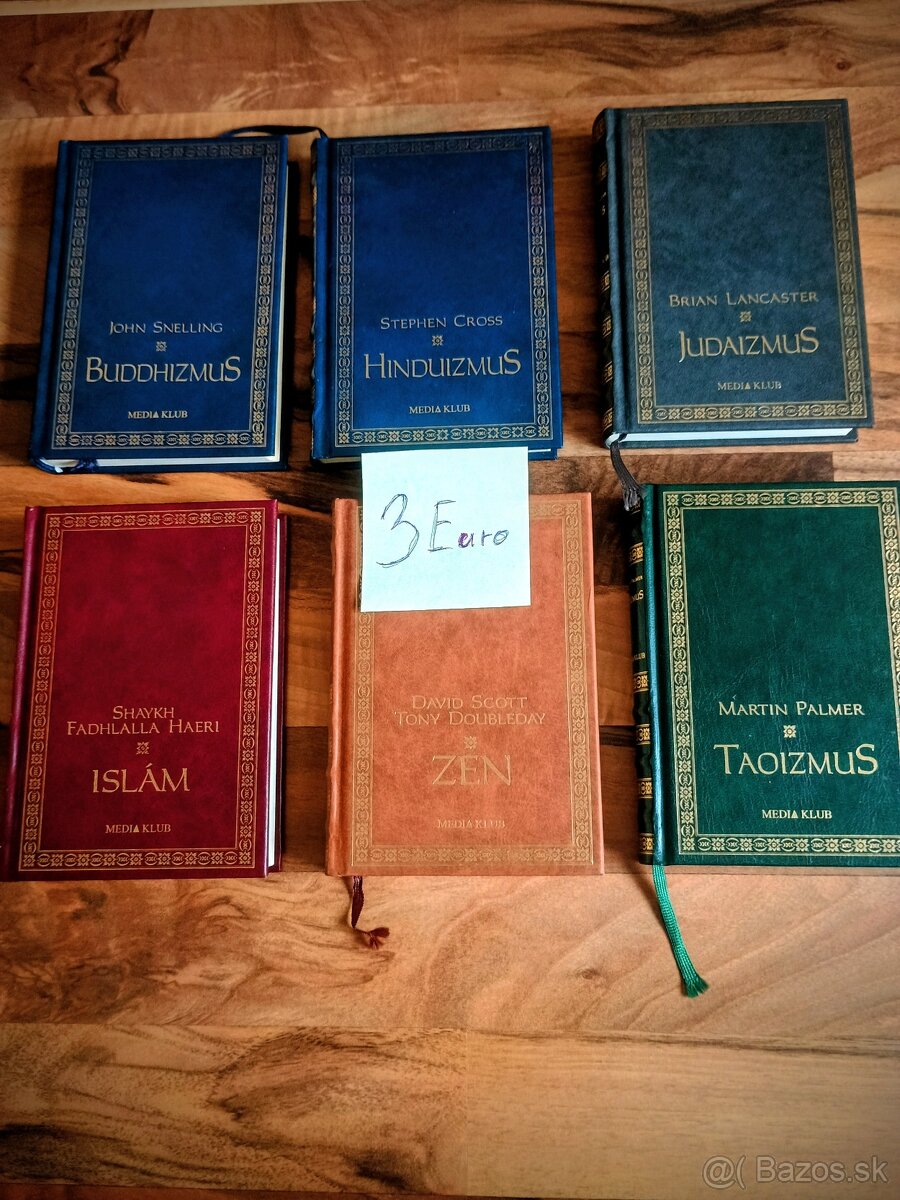 John Snelling
BuddhizmuS
MEDIA KLUB
Stephen Cross
HinduizmuS
MEDIA KLUB
Brian Lancaster
JudaizmuS
MEDIA KLUB
3 Euro
Shaykh
Fadhlalla Haeri
ISLÁM
MEDIA KLUB
David Scott
Tony Doubleday
ZEN
MEDIA KLUB
Martin Palmer
TaoizmuS
MEDIA KLUB
@( Bazos.sk